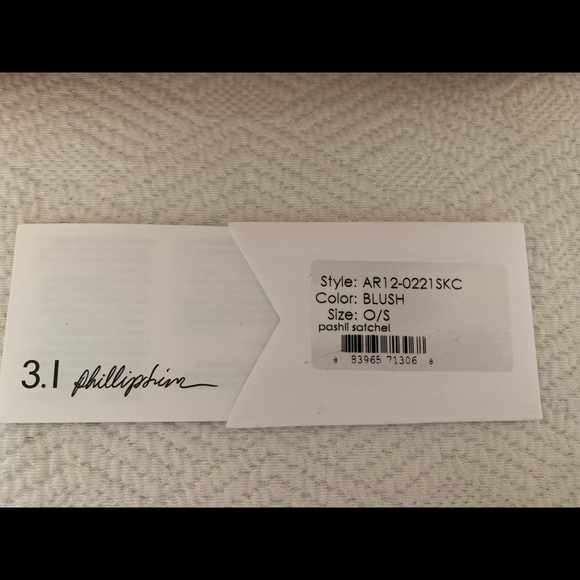 3.1 phillip lim
Style: AR12-0221SKC
Color: BLUSH
Size: O/S
pashli satchel
8 83965 71306 8